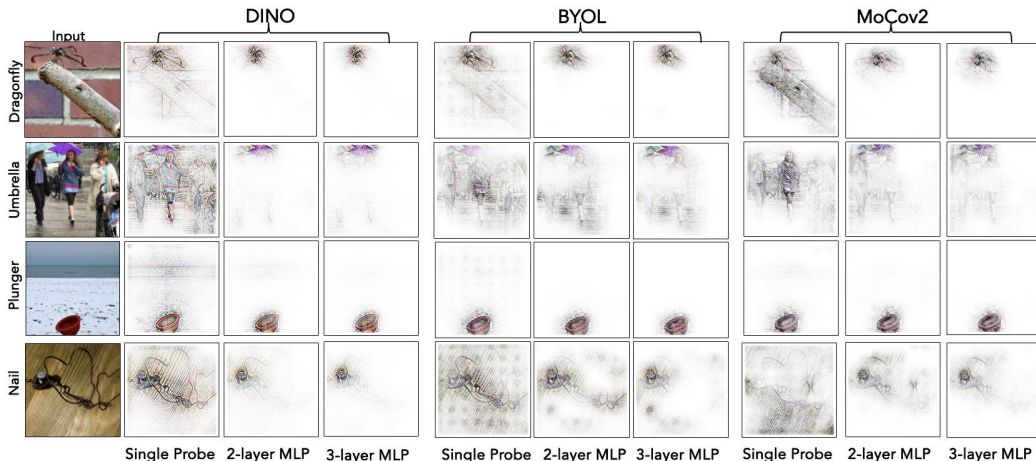 DINO BYOL MoCov2
Input
Dragonfly
Umbrella
Plunger
Nail
Single Probe 2-layer MLP 3-layer MLP Single Probe 2-layer MLP 3-layer MLP Single Probe 2-layer MLP 3-layer MLP